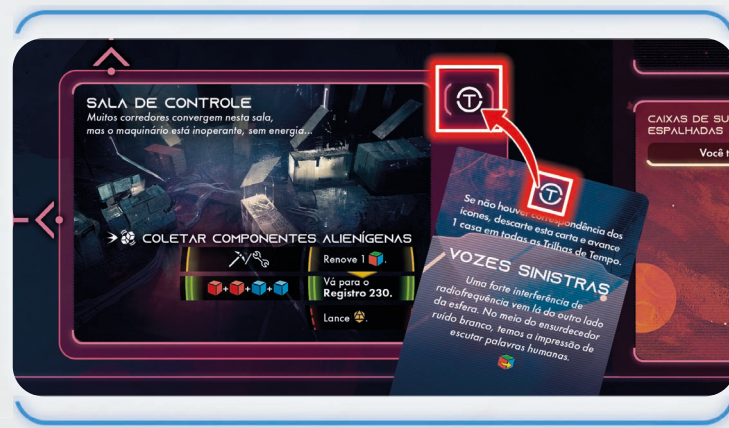 SALA DE CONTROLE
Muitos corredores convergem nesta sala,
mas o maquinário está inoperante, sem energia...
COLETAR COMPONENTES ALIENÍGENAS
Renove 1
+ + +
Vá para o
Registro 230.
Lance
T
T
Se não houver correspondência dos
ícones, descarte esta carta e avance
1 casa em todas as Trilhas de Tempo.
VOZES SINISTRAS
Uma forte interferência de
radiofrequência vem lá do outro lado
da esfera. No meio do ensurdecedor
ruído branco, temos a impressão de
escutar palavras humanas.
CAIXAS DE SU
ESPALHADAS
Você t